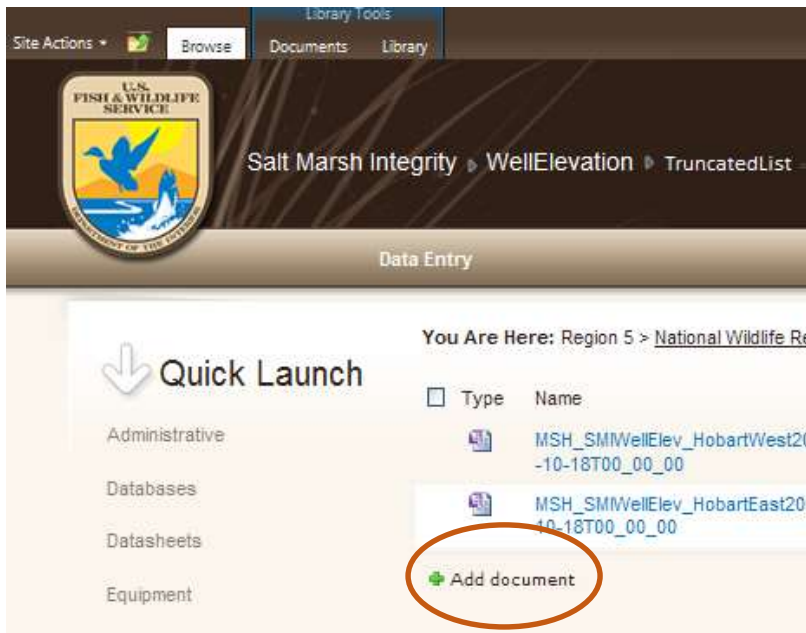 Library Tools
Site Actions
Browse
Documents
Library
U.S.
FISH & WILDLIFE
SERVICE
DEPARTMENT OF THE INTERIOR
Salt Marsh Integrity WellElevation TruncatedList
Data Entry
You Are Here: Region 5 > National Wildlife Re
Quick Launch
Type Name
Administrative
MSH_SMIWellElev_HobartWest20
-10-18T00_00_00
Databases
MSH_SMIWellElev_HobartEast20
10-18T00_00_00
Datasheets
Add document
Equipment